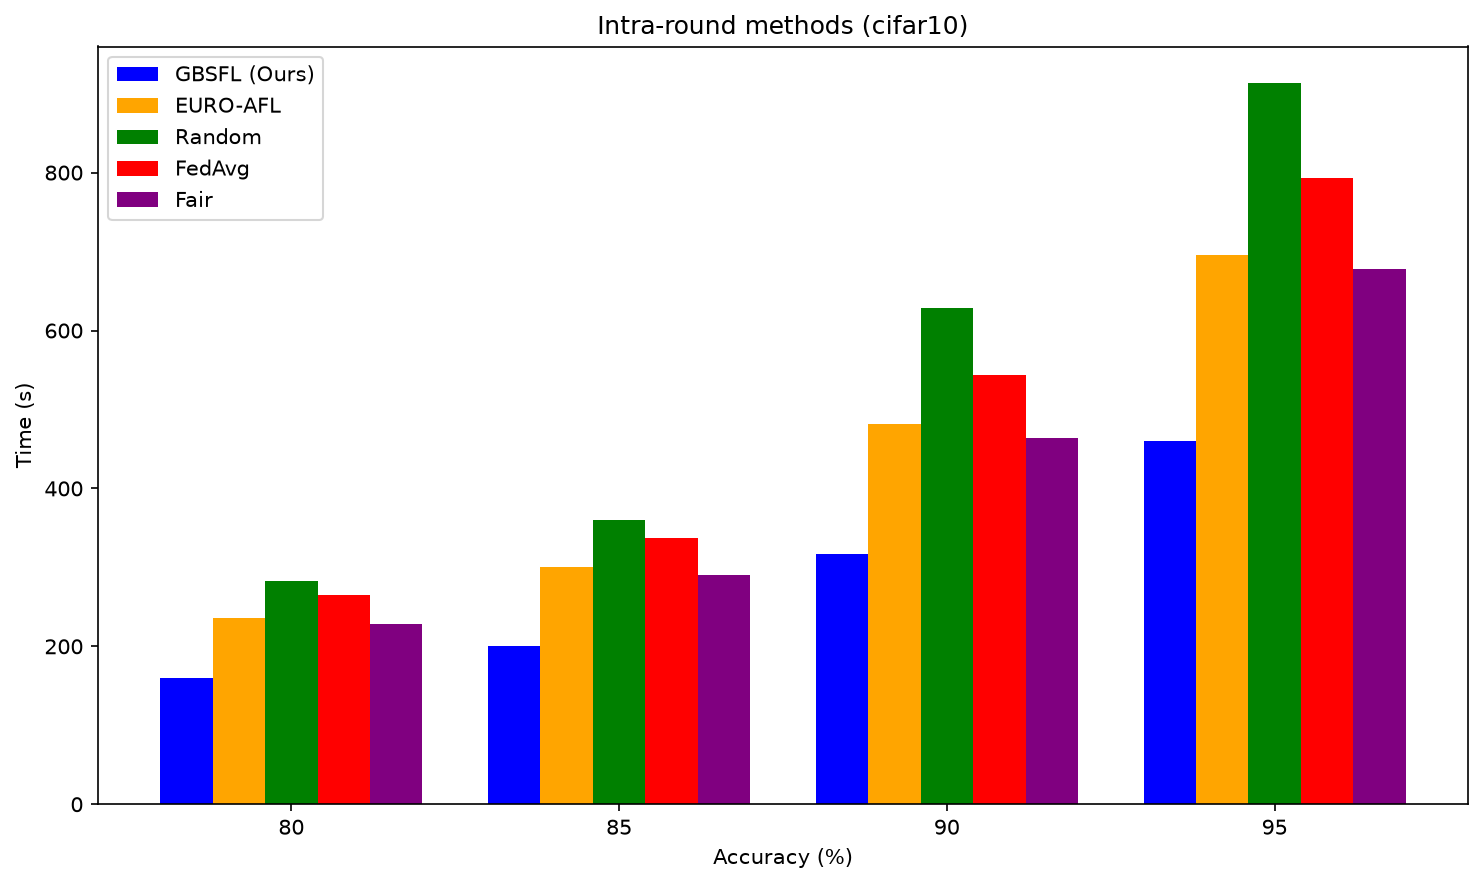 Intra-round methods (cifar10)
GBSFL (Ours)
EURO-AFL
Random
FedAvg
Fair
Time (s)
800
600
400
200
0
80
85
90
95
Accuracy (%)